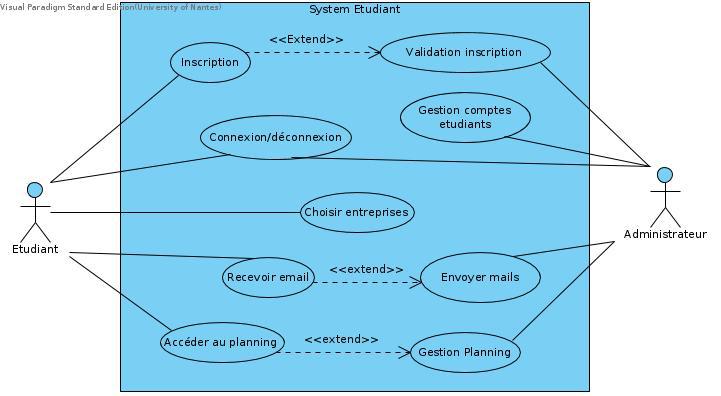 Visual Paradigm Standard Edition(University of Nantes)
System Etudiant
<<Extend>>
Inscription
Validation inscription
Gestion comptes
etudiants
Connexion/déconnexion
Choisir entreprises
Etudiant
Administrateur
Recevoir email
<<extend>>
Envoyer mails
Accéder au planning
<<extend>>
Gestion Planning